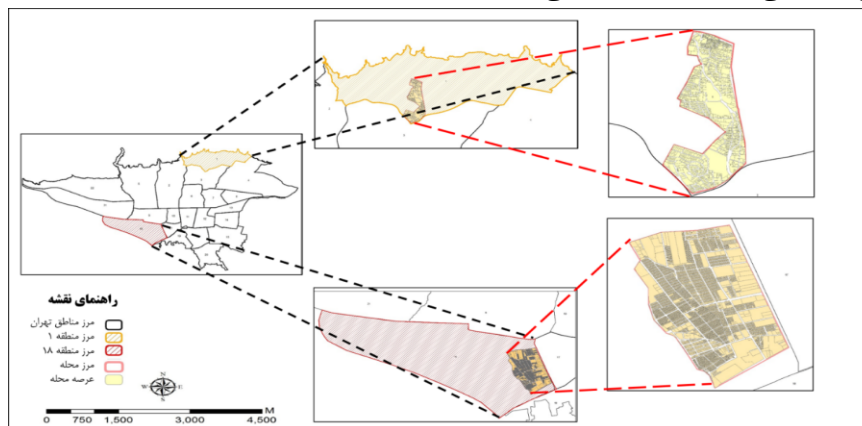 راهنمای نقشه
مرز مناطق تهران
مرز منطقه ۱
مرز منطقه ۱۸
مرز محله
عرصه محله
N
W E
S
0 750 1,500 3,000 4,500 M